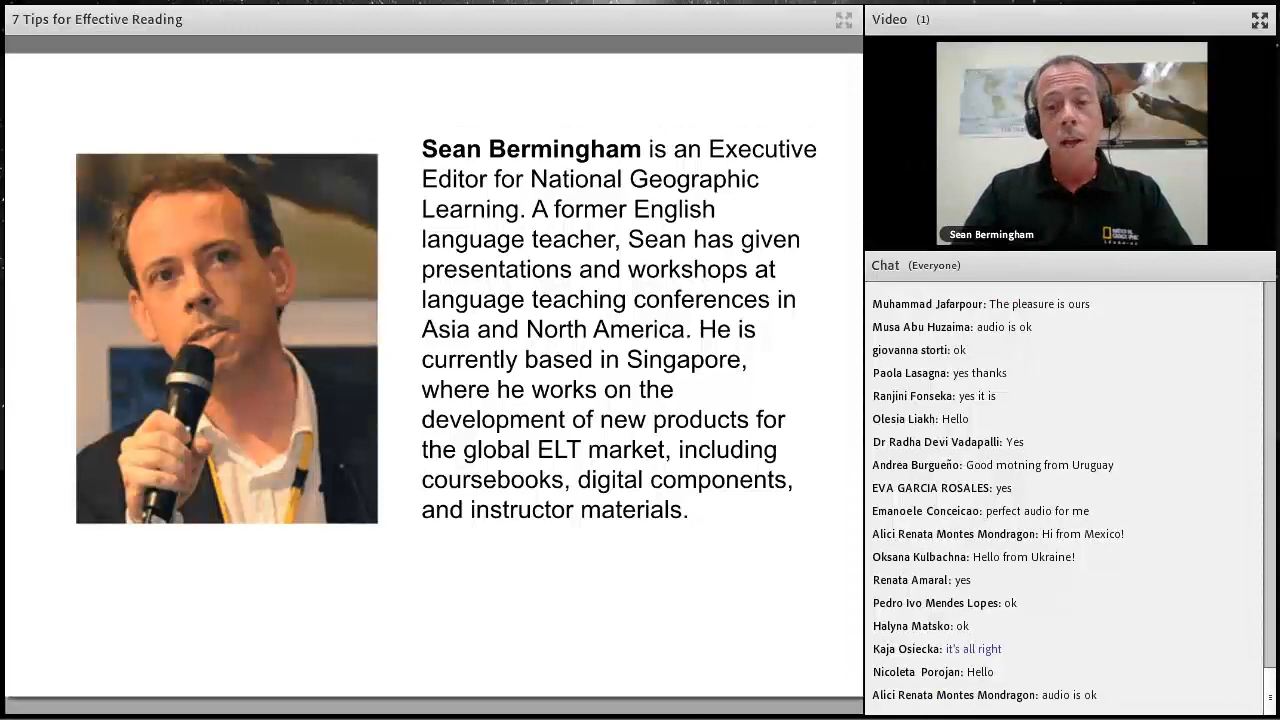 7 Tips for Effective Reading
Sean Bermingham is an Executive
Editor for National Geographic
Learning. A former English
language teacher, Sean has given
presentations and workshops at
language teaching conferences in
Asia and North America. He is
currently based in Singapore,
where he works on the
development of new products for
the global ELT market, including
coursebooks, digital components,
and instructor materials.
Video (1)
Sean Bermingham
Chat (Everyone)
Muhammad Jafarpour: The pleasure is ours
Musa Abu Huzaima: audio is ok
giovanna storti: ok
Paola Lasagna: yes thanks
Ranjini Fonseka: yes it is
Olesia Liakh: Hello
Dr Radha Devi Vadapalli: Yes
Andrea Burgueño: Good motning from Uruguay
EVA GARCIA ROSALES: yes
Emanoele Conceicao: perfect audio for me
Alici Renata Montes Mondragon: Hi from Mexico!
Oksana Kulbachna: Hello from Ukraine!
Renata Amaral: yes
Pedro Ivo Mendes Lopes: ok
Halyna Matsko: ok
Kaja Osiecka: it's all right
Nicoleta Porojan: Hello
Alici Renata Montes Mondragon: audio is ok